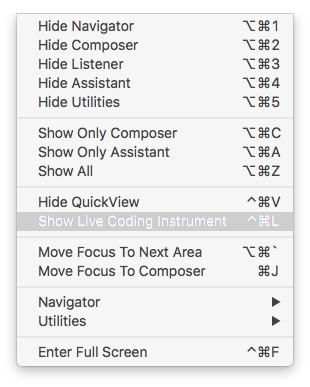 Hide Navigator ⌥⌘1
Hide Composer ⌥⌘2
Hide Listener ⌥⌘3
Hide Assistant ⌥⌘4
Hide Utilities ⌥⌘5
Show Only Composer ⌥⌘C
Show Only Assistant ⌥⌘A
Show All ⌥⌘Z
Hide QuickView ^⌘V
Show Live Coding Instrument ^⌘L
Move Focus To Next Area ⌥⌘`
Move Focus To Composer ⌘J
Navigator ▶
Utilities ▶
Enter Full Screen ^⌘F